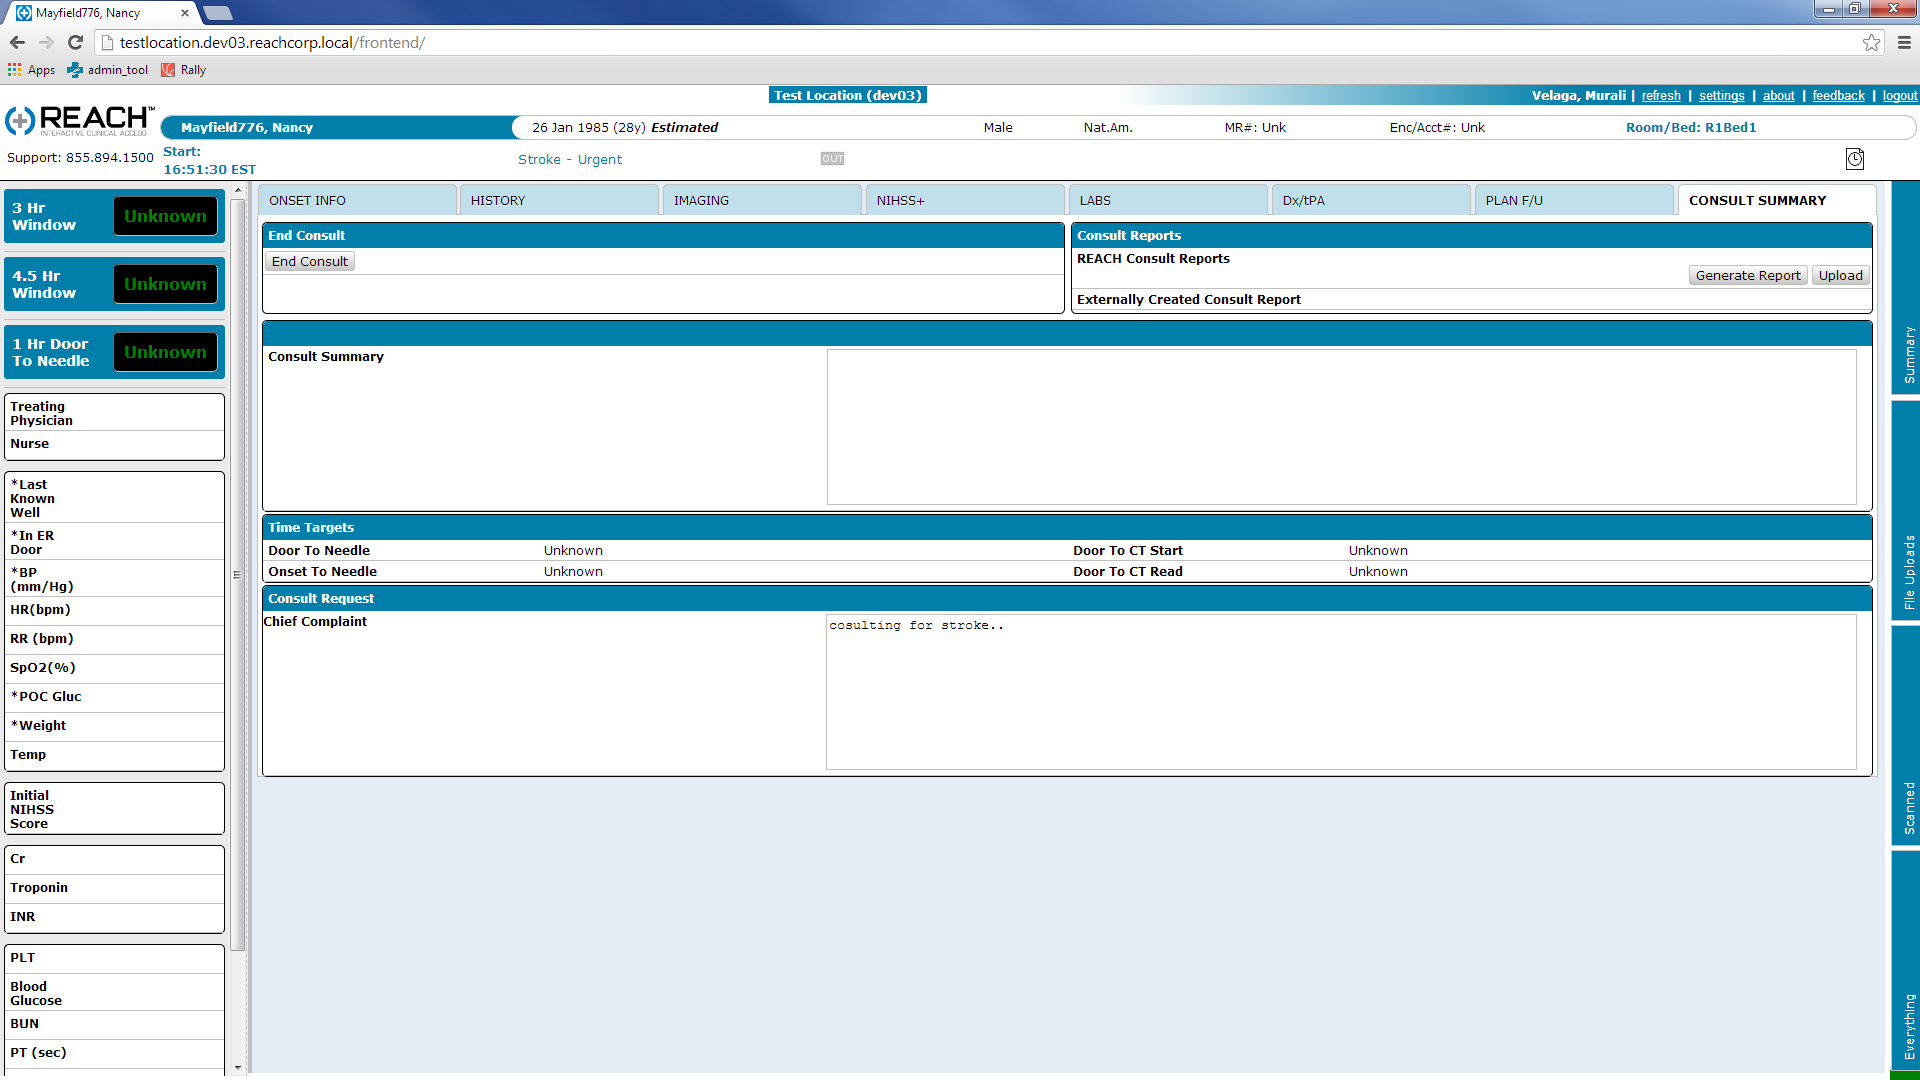 Mayfield776, Nancy
testlocation.dev03.reachcorp.local/frontend/
Apps admin_tool Rally
Test Location (dev03)
Velaga, Murali | refresh | settings | about | feedback | logout
REACH™
INTERACTIVE CLINICAL ACCESS
Mayfield776, Nancy 26 Jan 1985 (28y) Estimated Male Nat.Am. MR#: Unk Enc/Acct#: Unk Room/Bed: R1Bed1
Support: 855.894.1500
Start:
16:51:30 EST
Stroke - Urgent
OUT
3 Hr
Window
Unknown
4.5 Hr
Window
Unknown
1 Hr Door
To Needle
Unknown
Treating
Physician
Nurse
*Last
Known
Well
*In ER
Door
*BP
(mm/Hg)
HR(bpm)
RR (bpm)
SpO2(%)
*POC Gluc
*Weight
Temp
Initial
NIHSS
Score
Cr
Troponin
INR
PLT
Blood
Glucose
BUN
PT (sec)
ONSET INFO HISTORY IMAGING NIHSS+ LABS Dx/tPA PLAN F/U CONSULT SUMMARY
End Consult
End Consult
Consult Reports
REACH Consult Reports
Generate Report Upload
Externally Created Consult Report
Consult Summary
Time Targets
Door To Needle Unknown Door To CT Start Unknown
Onset To Needle Unknown Door To CT Read Unknown
Consult Request
Chief Complaint
cosulting for stroke..
Summary
File Uploads
Scanned
Everything